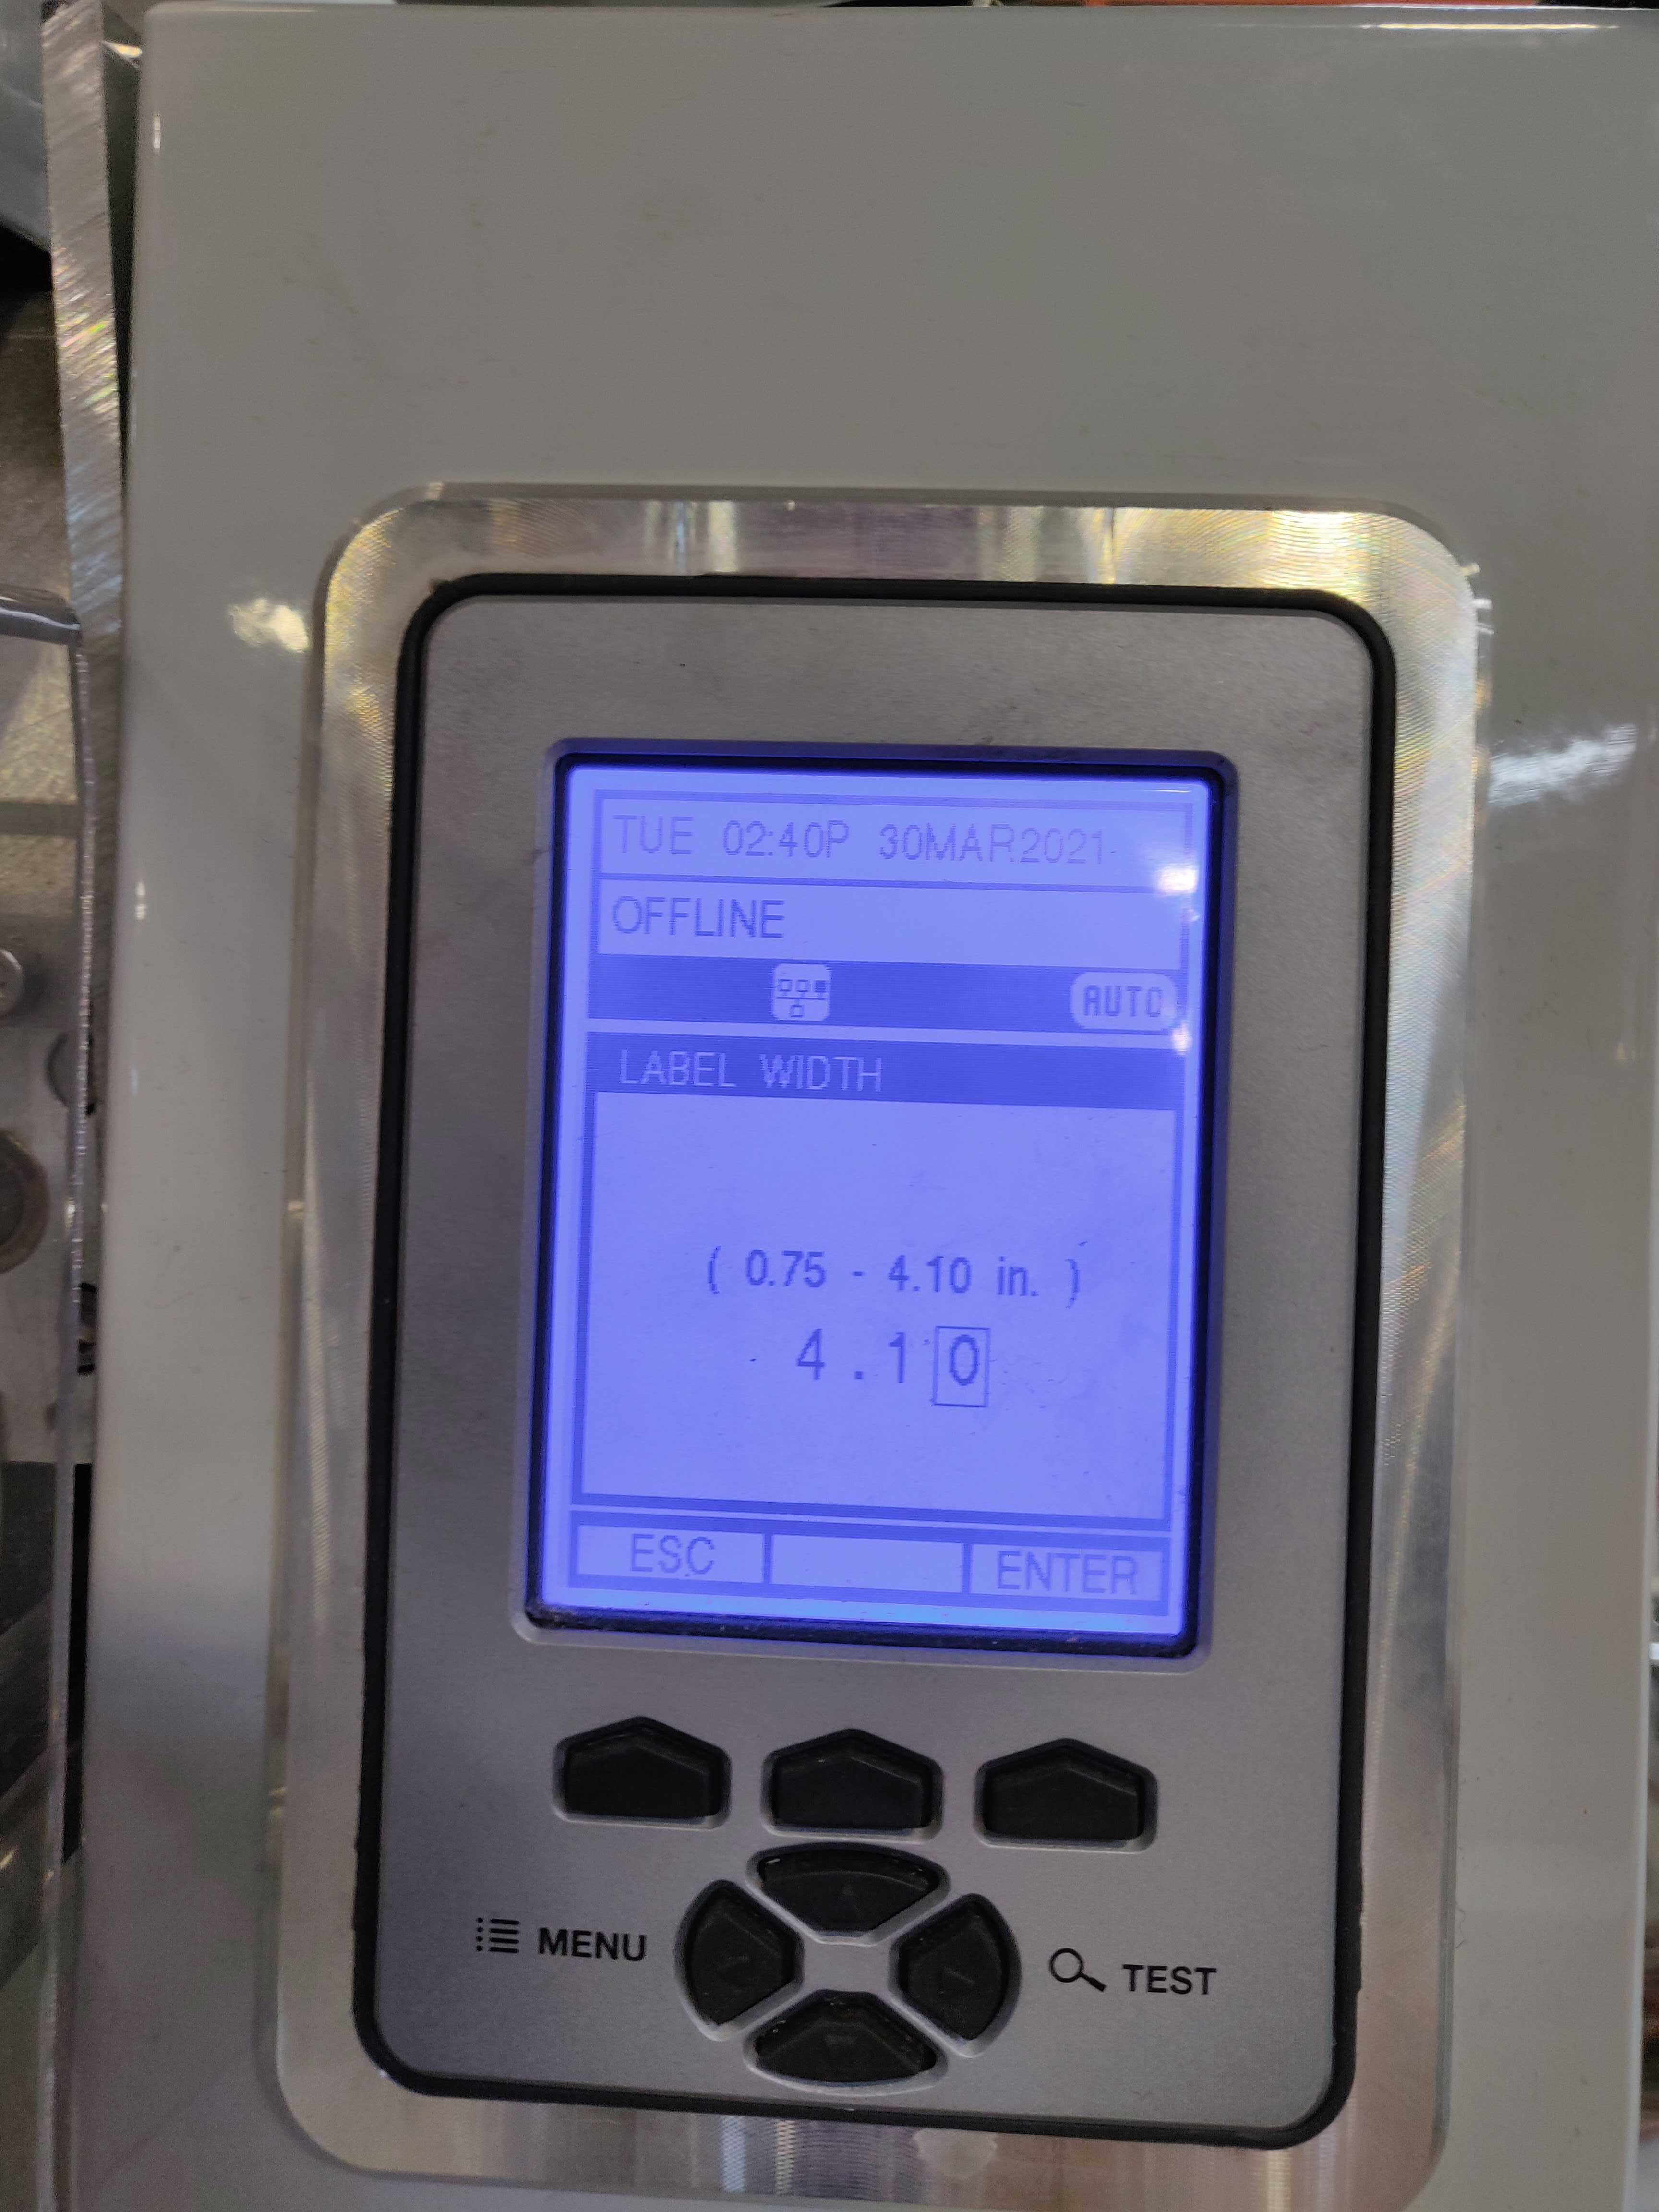 TUE 02:40P 30MAR2021
OFFLINE
AUTO
LABEL WIDTH
( 0.75 - 4.10 in. )
4.10
ESC ENTER
MENU TEST